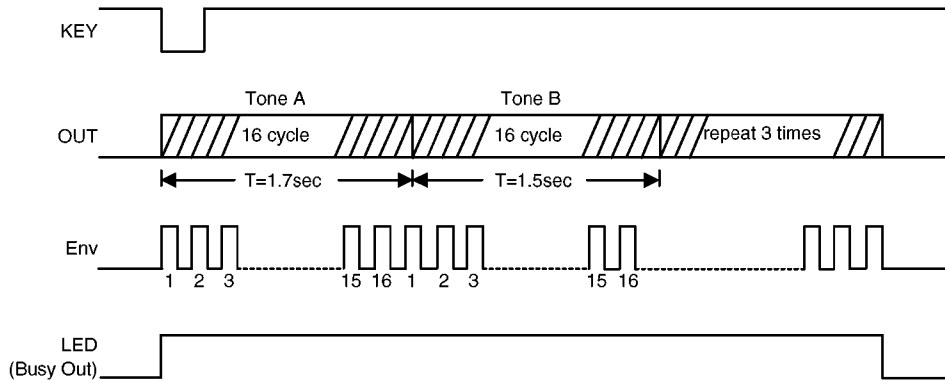 KEY
Tone A
Tone B
OUT
16 cycle
16 cycle
repeat 3 times
T=1.7sec
T=1.5sec
Env
1 2 3 15 16 1 2 3 15 16
LED
(Busy Out)